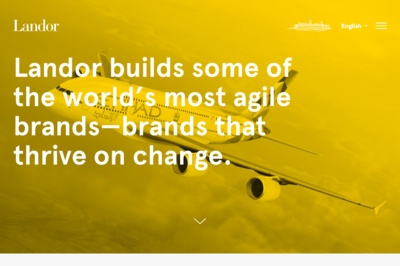 Landor
English
Landor builds some of
the world's most agile
brands—brands that
thrive on change.